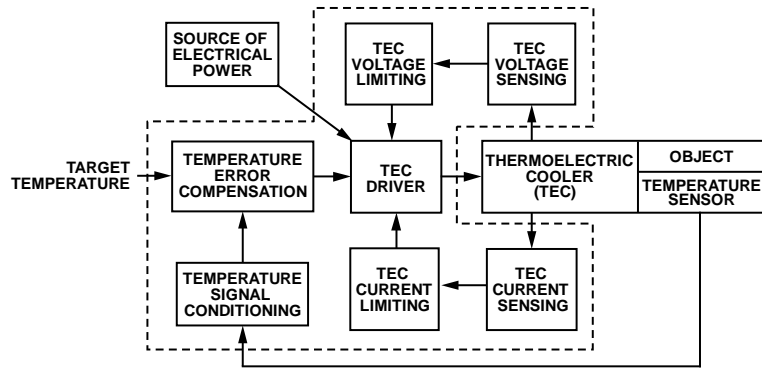 SOURCE OF
ELECTRICAL
POWER
TEC
VOLTAGE
LIMITING
TEC
VOLTAGE
SENSING
TARGET
TEMPERATURE
TEMPERATURE
ERROR
COMPENSATION
TEC
DRIVER
THERMOELECTRIC
COOLER
(TEC)
OBJECT
TEMPERATURE
SENSOR
TEMPERATURE
SIGNAL
CONDITIONING
TEC
CURRENT
LIMITING
TEC
CURRENT
SENSING